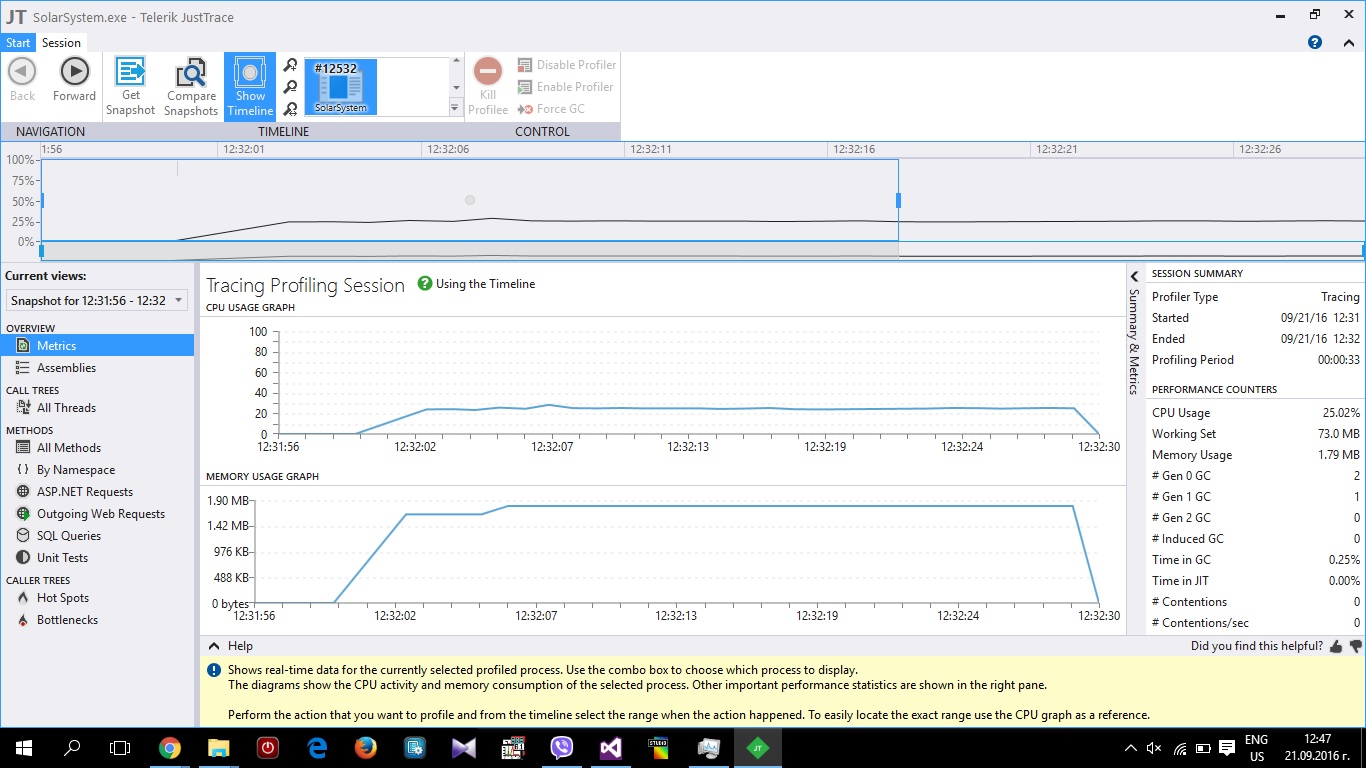 JT SolarSystem.exe - Telerik JustTrace
Start Session
Back Forward Get Snapshot Compare Snapshots Show Timeline #12532 SolarSystem Kill Profilee
Disable Profiler
Enable Profiler
Force GC
NAVIGATION TIMELINE CONTROL
1:56 12:32:01 12:32:06 12:32:11 12:32:16 12:32:21 12:32:26
100%
75%
50%
25%
0%
Current views:
Snapshot for 12:31:56 - 12:32
OVERVIEW
Metrics
Assemblies
CALL TREES
All Threads
METHODS
All Methods
By Namespace
ASP.NET Requests
Outgoing Web Requests
SQL Queries
Unit Tests
CALLER TREES
Hot Spots
Bottlenecks
Tracing Profiling Session ? Using the Timeline
CPU USAGE GRAPH
100
80
60
40
20
0
12:31:56 12:32:02 12:32:07 12:32:13 12:32:19 12:32:24 12:32:30
MEMORY USAGE GRAPH
1.90 MB
1.42 MB
976 KB
488 KB
0 bytes
12:31:56 12:32:02 12:32:07 12:32:13 12:32:19 12:32:24 12:32:30
Summary & Metrics
SESSION SUMMARY
Profiler Type Tracing
Started 09/21/16 12:31
Ended 09/21/16 12:32
Profiling Period 00:00:33
PERFORMANCE COUNTERS
CPU Usage 25.02%
Working Set 73.0 MB
Memory Usage 1.79 MB
# Gen 0 GC 2
# Gen 1 GC 1
# Gen 2 GC 0
# Induced GC 0
Time in GC 0.25%
Time in JIT 0.00%
# Contentions 0
# Contentions/sec 0
Help Did you find this helpful?
Shows real-time data for the currently selected profiled process. Use the combo box to choose which process to display.
The diagrams show the CPU activity and memory consumption of the selected process. Other important performance statistics are shown in the right pane.
Perform the action that you want to profile and from the timeline select the range when the action happened. To easily locate the exact range use the CPU graph as a reference.
STUDIO
JT
ENG
US
12:47
21.09.2016 г.